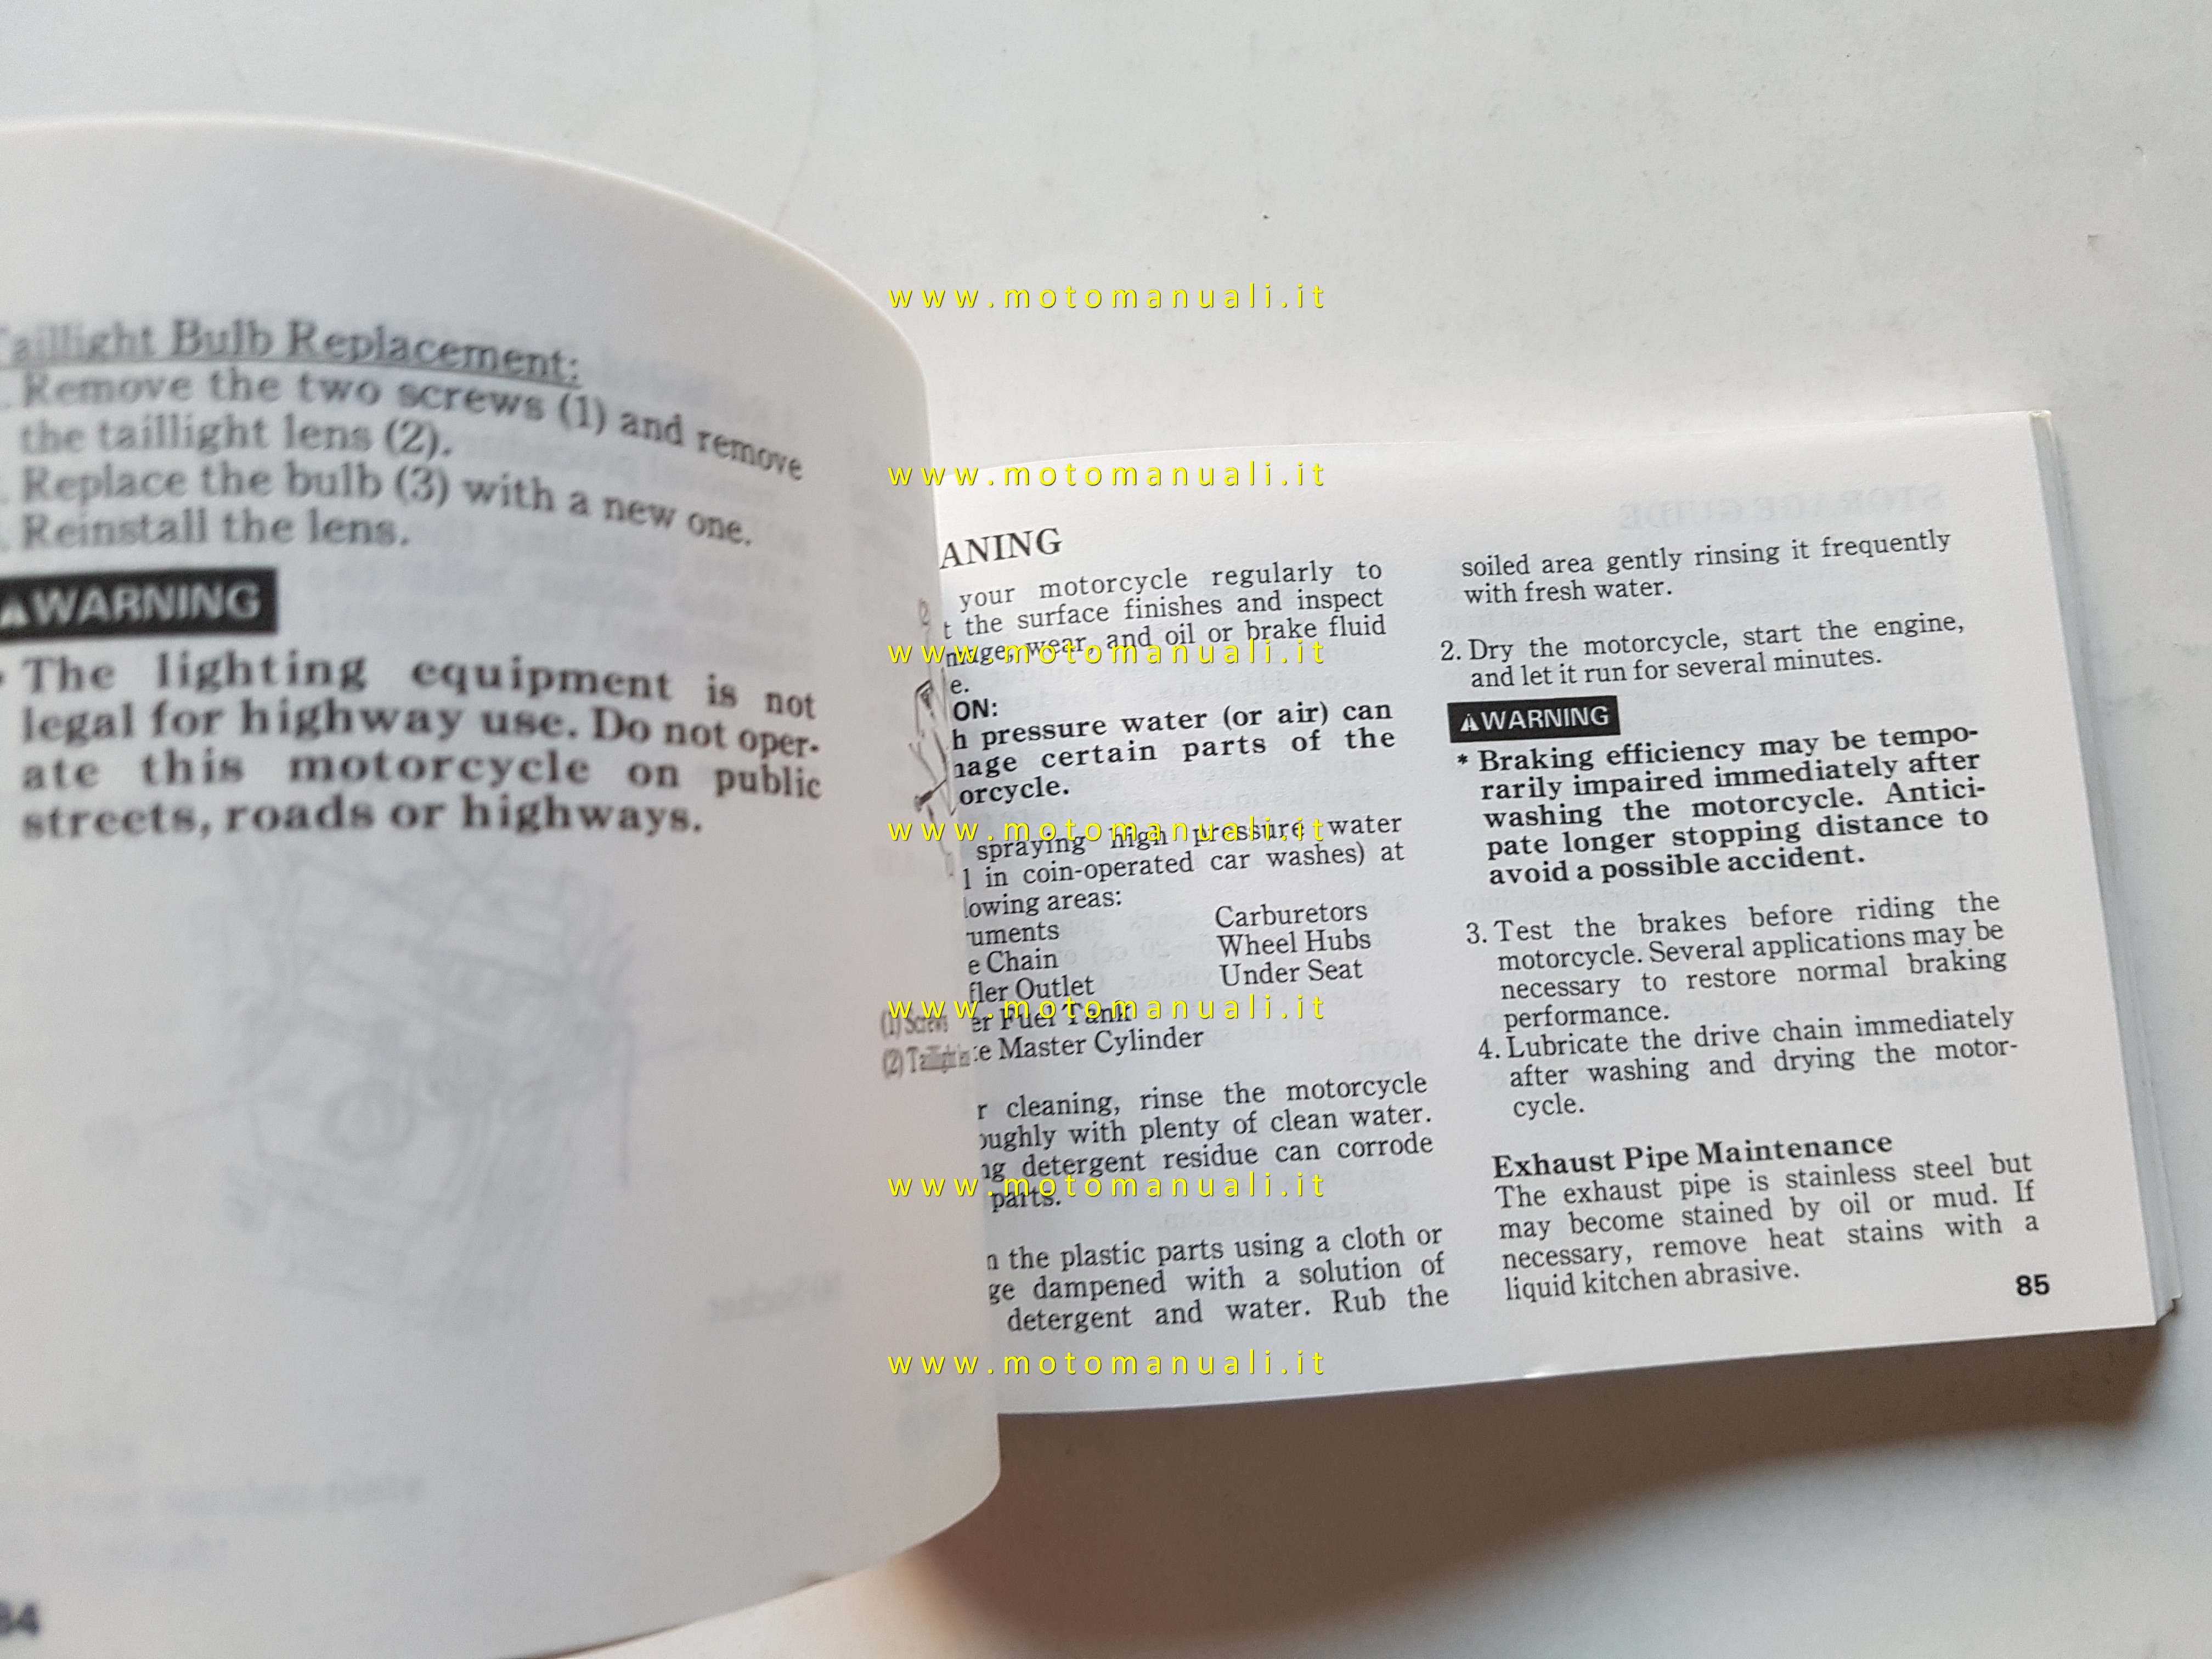 aillight Bulb Replacement:
Remove the two screws (1) and remove
the taillight lens (2).
Replace the bulb (3) with a new one.
Reinstall the lens.
WARNING
The lighting equipment is not
legal for highway use. Do not oper-
ate this motorcycle on public
streets, roads or highways.
84
(1) Screws
(2) Taillight
ANING
your motorcycle regularly to
t the surface finishes and inspect
wear, and oil or brake fluid
e.
ON:
h pressure water (or air) can
nage certain parts of the
orcycle.
spraying high pressure water
l in coin-operated car washes) at
lowing areas:
uments
Carburetors
e Chain
Wheel Hubs
fler Outlet
Under Seat
er Fuel Tank
e Master Cylinder
r cleaning, rinse the motorcycle
oughly with plenty of clean water.
ng detergent residue can corrode
parts.
n the plastic parts using a cloth or
ge dampened with a solution of
detergent and water. Rub the
soiled area gently rinsing it frequently
with fresh water.
2. Dry the motorcycle, start the engine,
and let it run for several minutes.
WARNING
* Braking efficiency may be tempo-
rarily impaired immediately after
washing the motorcycle. Antici-
pate longer stopping distance to
avoid a possible accident.
3. Test the brakes before riding the
motorcycle. Several applications may be
necessary to restore normal braking
performance.
4. Lubricate the drive chain immediately
after washing and drying the motor-
cycle.
Exhaust Pipe Maintenance
The exhaust pipe is stainless steel but
may become stained by oil or mud. If
necessary, remove heat stains with a
liquid kitchen abrasive.
85
www.motomanuali.it
www.motomanuali.it
www.motomanuali.it
www.motomanuali.it
www.motomanuali.it
www.motomanuali.it
www.motomanuali.it